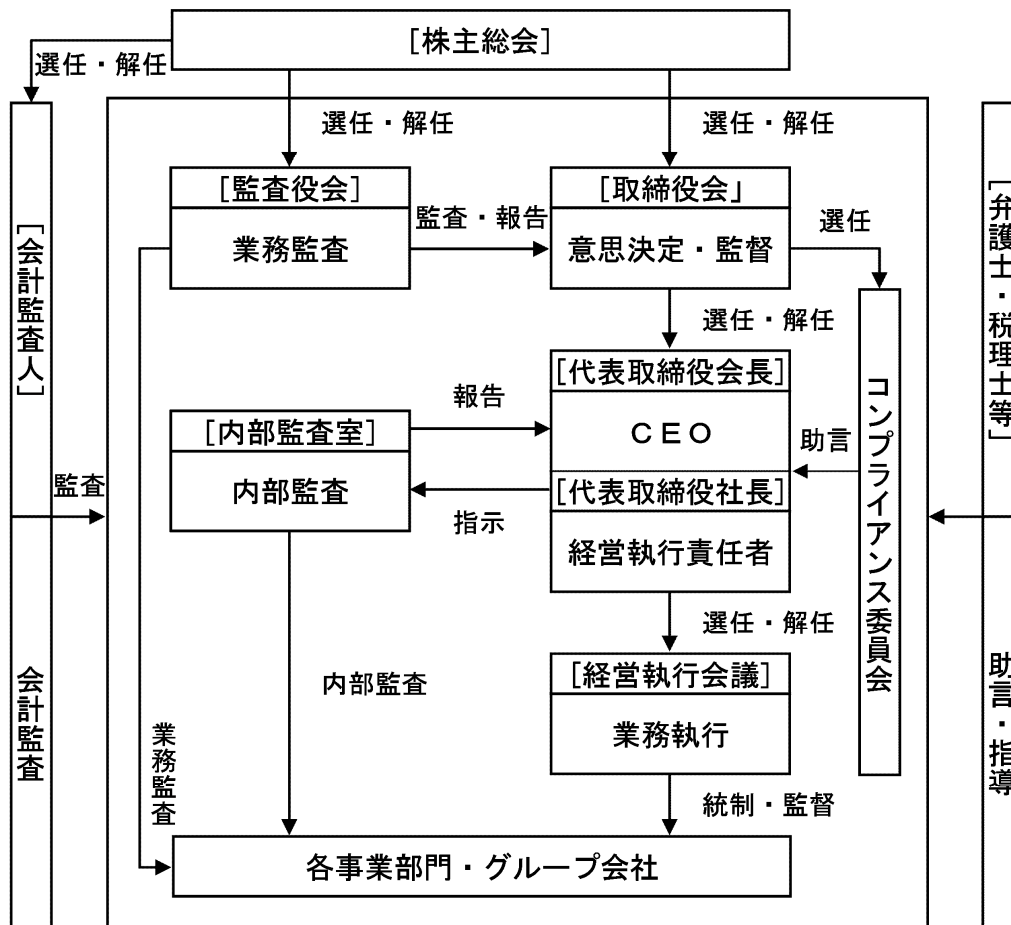 ［株主総会］
選任・解任
選任・解任
選任・解任
［監査役会］
業務監査
監査・報告
［取締役会」
意思決定・監督
選任
選任・解任
［会計監査人］
会計監査
監査
［代表取締役会長］
ＣＥＯ
［代表取締役社長］
経営執行責任者
報告
指示
［内部監査室］
内部監査
助言
コンプライアンス委員会
選任・解任
［経営執行会議］
業務執行
内部監査
業務監査
統制・監督
各事業部門・グループ会社
［弁護士・税理士等］
助言・指導